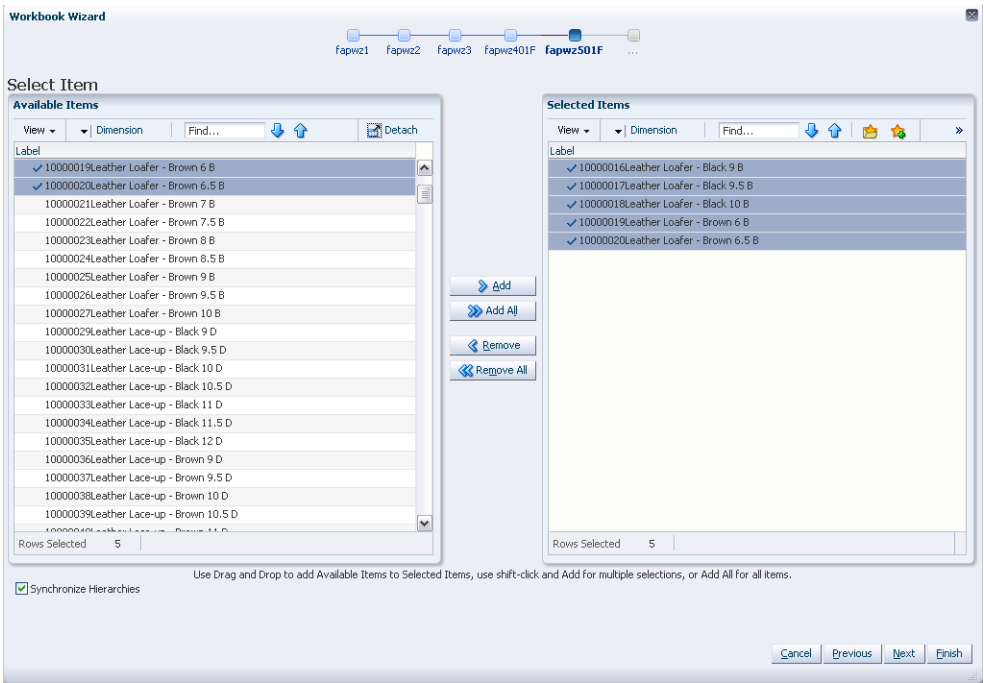 Workbook Wizard
fapwz1 fapwz2 fapwz3 fapwz401F fapwz501F ...
Select Item
Available Items
View Dimension Find... Detach
Label
10000019Leather Loafer - Brown 6 B
10000020Leather Loafer - Brown 6.5 B
10000021Leather Loafer - Brown 7 B
10000022Leather Loafer - Brown 7.5 B
10000023Leather Loafer - Brown 8 B
10000024Leather Loafer - Brown 8.5 B
10000025Leather Loafer - Brown 9 B
10000026Leather Loafer - Brown 9.5 B
10000027Leather Loafer - Brown 10 B
10000029Leather Lace-up - Black 9 D
10000030Leather Lace-up - Black 9.5 D
10000031Leather Lace-up - Black 10 D
10000032Leather Lace-up - Black 10.5 D
10000033Leather Lace-up - Black 11 D
10000034Leather Lace-up - Black 11.5 D
10000035Leather Lace-up - Black 12 D
10000036Leather Lace-up - Brown 9 D
10000037Leather Lace-up - Brown 9.5 D
10000038Leather Lace-up - Brown 10 D
10000039Leather Lace-up - Brown 10.5 D
Rows Selected 5
Add
Add All
Remove
Remove All
Selected Items
View Dimension Find... »
Label
10000016Leather Loafer - Black 9 B
10000017Leather Loafer - Black 9.5 B
10000018Leather Loafer - Black 10 B
10000019Leather Loafer - Brown 6 B
10000020Leather Loafer - Brown 6.5 B
Rows Selected 5
Use Drag and Drop to add Available Items to Selected Items, use shift-click and Add for multiple selections, or Add All for all items.
Synchronize Hierarchies
Cancel Previous Next Finish